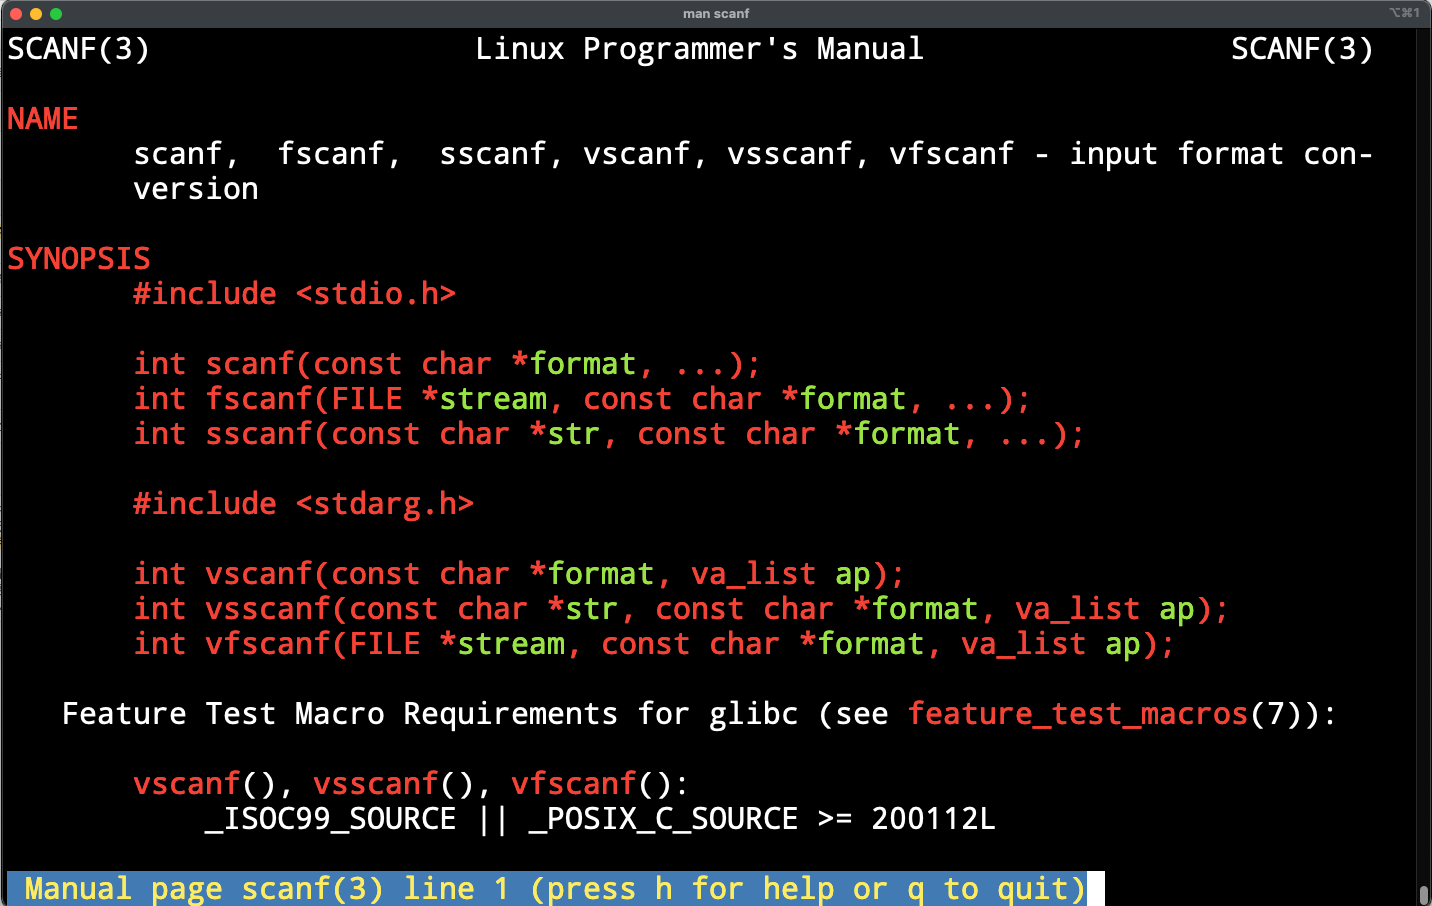 man scanf
⌥⌘1
SCANF(3) Linux Programmer's Manual SCANF(3)
NAME
scanf, fscanf, sscanf, vscanf, vsscanf, vfscanf - input format con-
version
SYNOPSIS
#include <stdio.h>
int scanf(const char *format, ...);
int fscanf(FILE *stream, const char *format, ...);
int sscanf(const char *str, const char *format, ...);
#include <stdarg.h>
int vscanf(const char *format, va_list ap);
int vsscanf(const char *str, const char *format, va_list ap);
int vfscanf(FILE *stream, const char *format, va_list ap);
Feature Test Macro Requirements for glibc (see feature_test_macros(7)):
vscanf(), vsscanf(), vfscanf():
_ISOC99_SOURCE || _POSIX_C_SOURCE >= 200112L
Manual page scanf(3) line 1 (press h for help or q to quit)